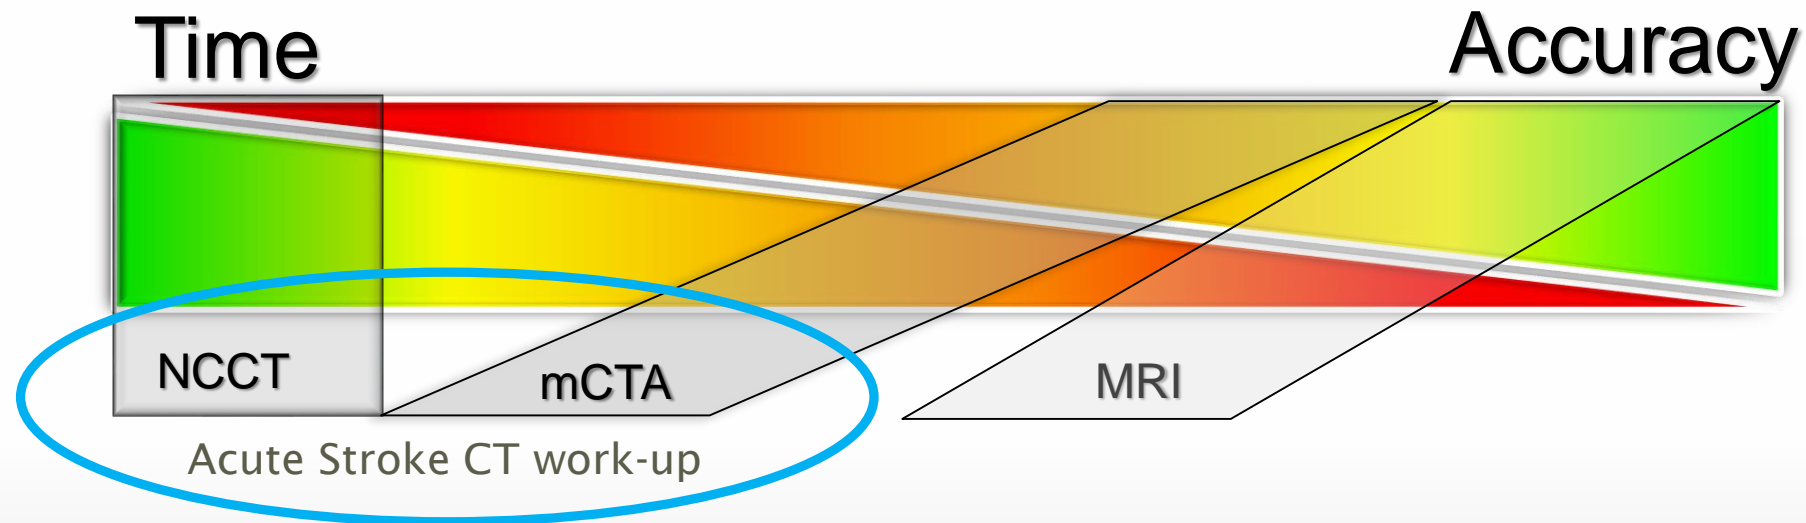 Time
Accuracy
NCCT
mCTA
MRI
Acute Stroke CT work-up